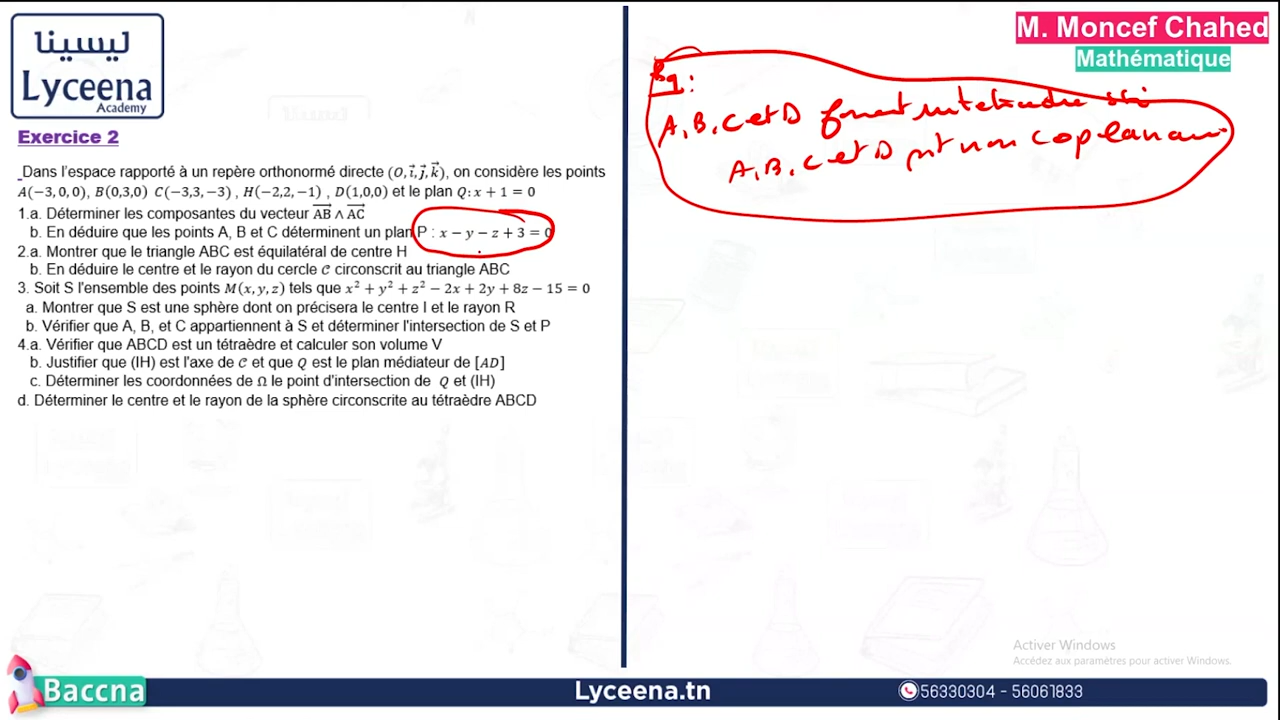 ليسينا
Lyceena
Academy
M. Moncef Chahed
Mathématique
Exercice 2
Dans l'espace rapporté à un repère orthonormé directe (O, i⃗, j⃗, k⃗), on considère les points
A(−3,0,0), B(0,3,0) C(−3,3,−3) , H(−2,2,−1) , D(1,0,0) et le plan Q: x + 1 = 0
1.a. Déterminer les composantes du vecteur AB⃗ ∧ AC⃗
b. En déduire que les points A, B et C déterminent un plan P : x − y − z + 3 = 0
2.a. Montrer que le triangle ABC est équilatéral de centre H
b. En déduire le centre et le rayon du cercle 𝒞 circonscrit au triangle ABC
3. Soit S l'ensemble des points M(x, y, z) tels que x² + y² + z² − 2x + 2y + 8z − 15 = 0
a. Montrer que S est une sphère dont on précisera le centre I et le rayon R
b. Vérifier que A, B, et C appartiennent à S et déterminer l'intersection de S et P
4.a. Vérifier que ABCD est un tétraèdre et calculer son volume V
b. Justifier que (IH) est l'axe de 𝒞 et que Q est le plan médiateur de [AD]
c. Déterminer les coordonnées de Ω le point d'intersection de Q et (IH)
d. Déterminer le centre et le rayon de la sphère circonscrite au tétraèdre ABCD
Rq:
A, B, C et D forment un tetraedre ssi
A, B, C et D sont non coplanaires
Activer Windows
Accédez aux paramètres pour activer Windows.
Baccna
Lyceena.tn
56330304 - 56061833